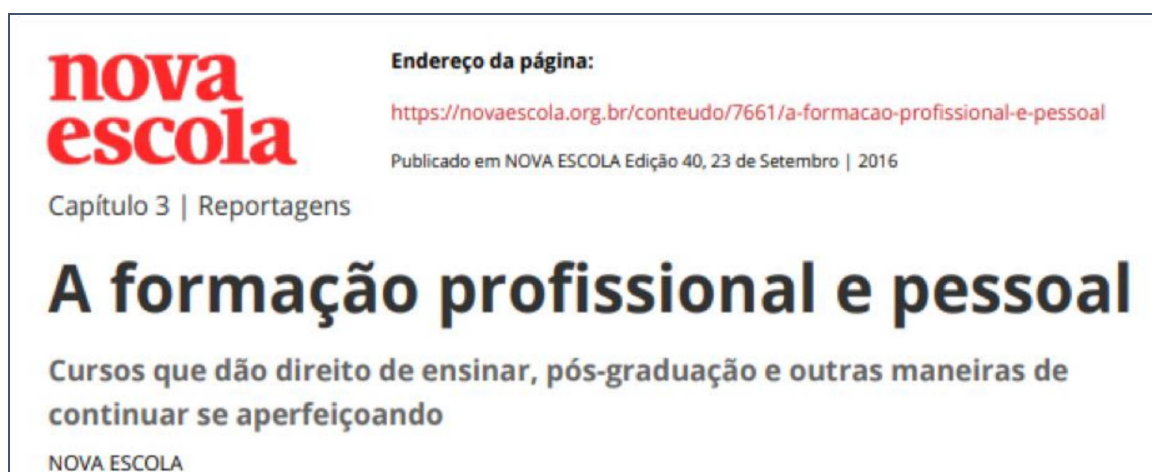 nova
escola
Endereço da página:
https://novaescola.org.br/conteudo/7661/a-formacao-profissional-e-pessoal
Publicado em NOVA ESCOLA Edição 40, 23 de Setembro | 2016
Capítulo 3 | Reportagens
A formação profissional e pessoal
Cursos que dão direito de ensinar, pós-graduação e outras maneiras de
continuar se aperfeiçoando
NOVA ESCOLA